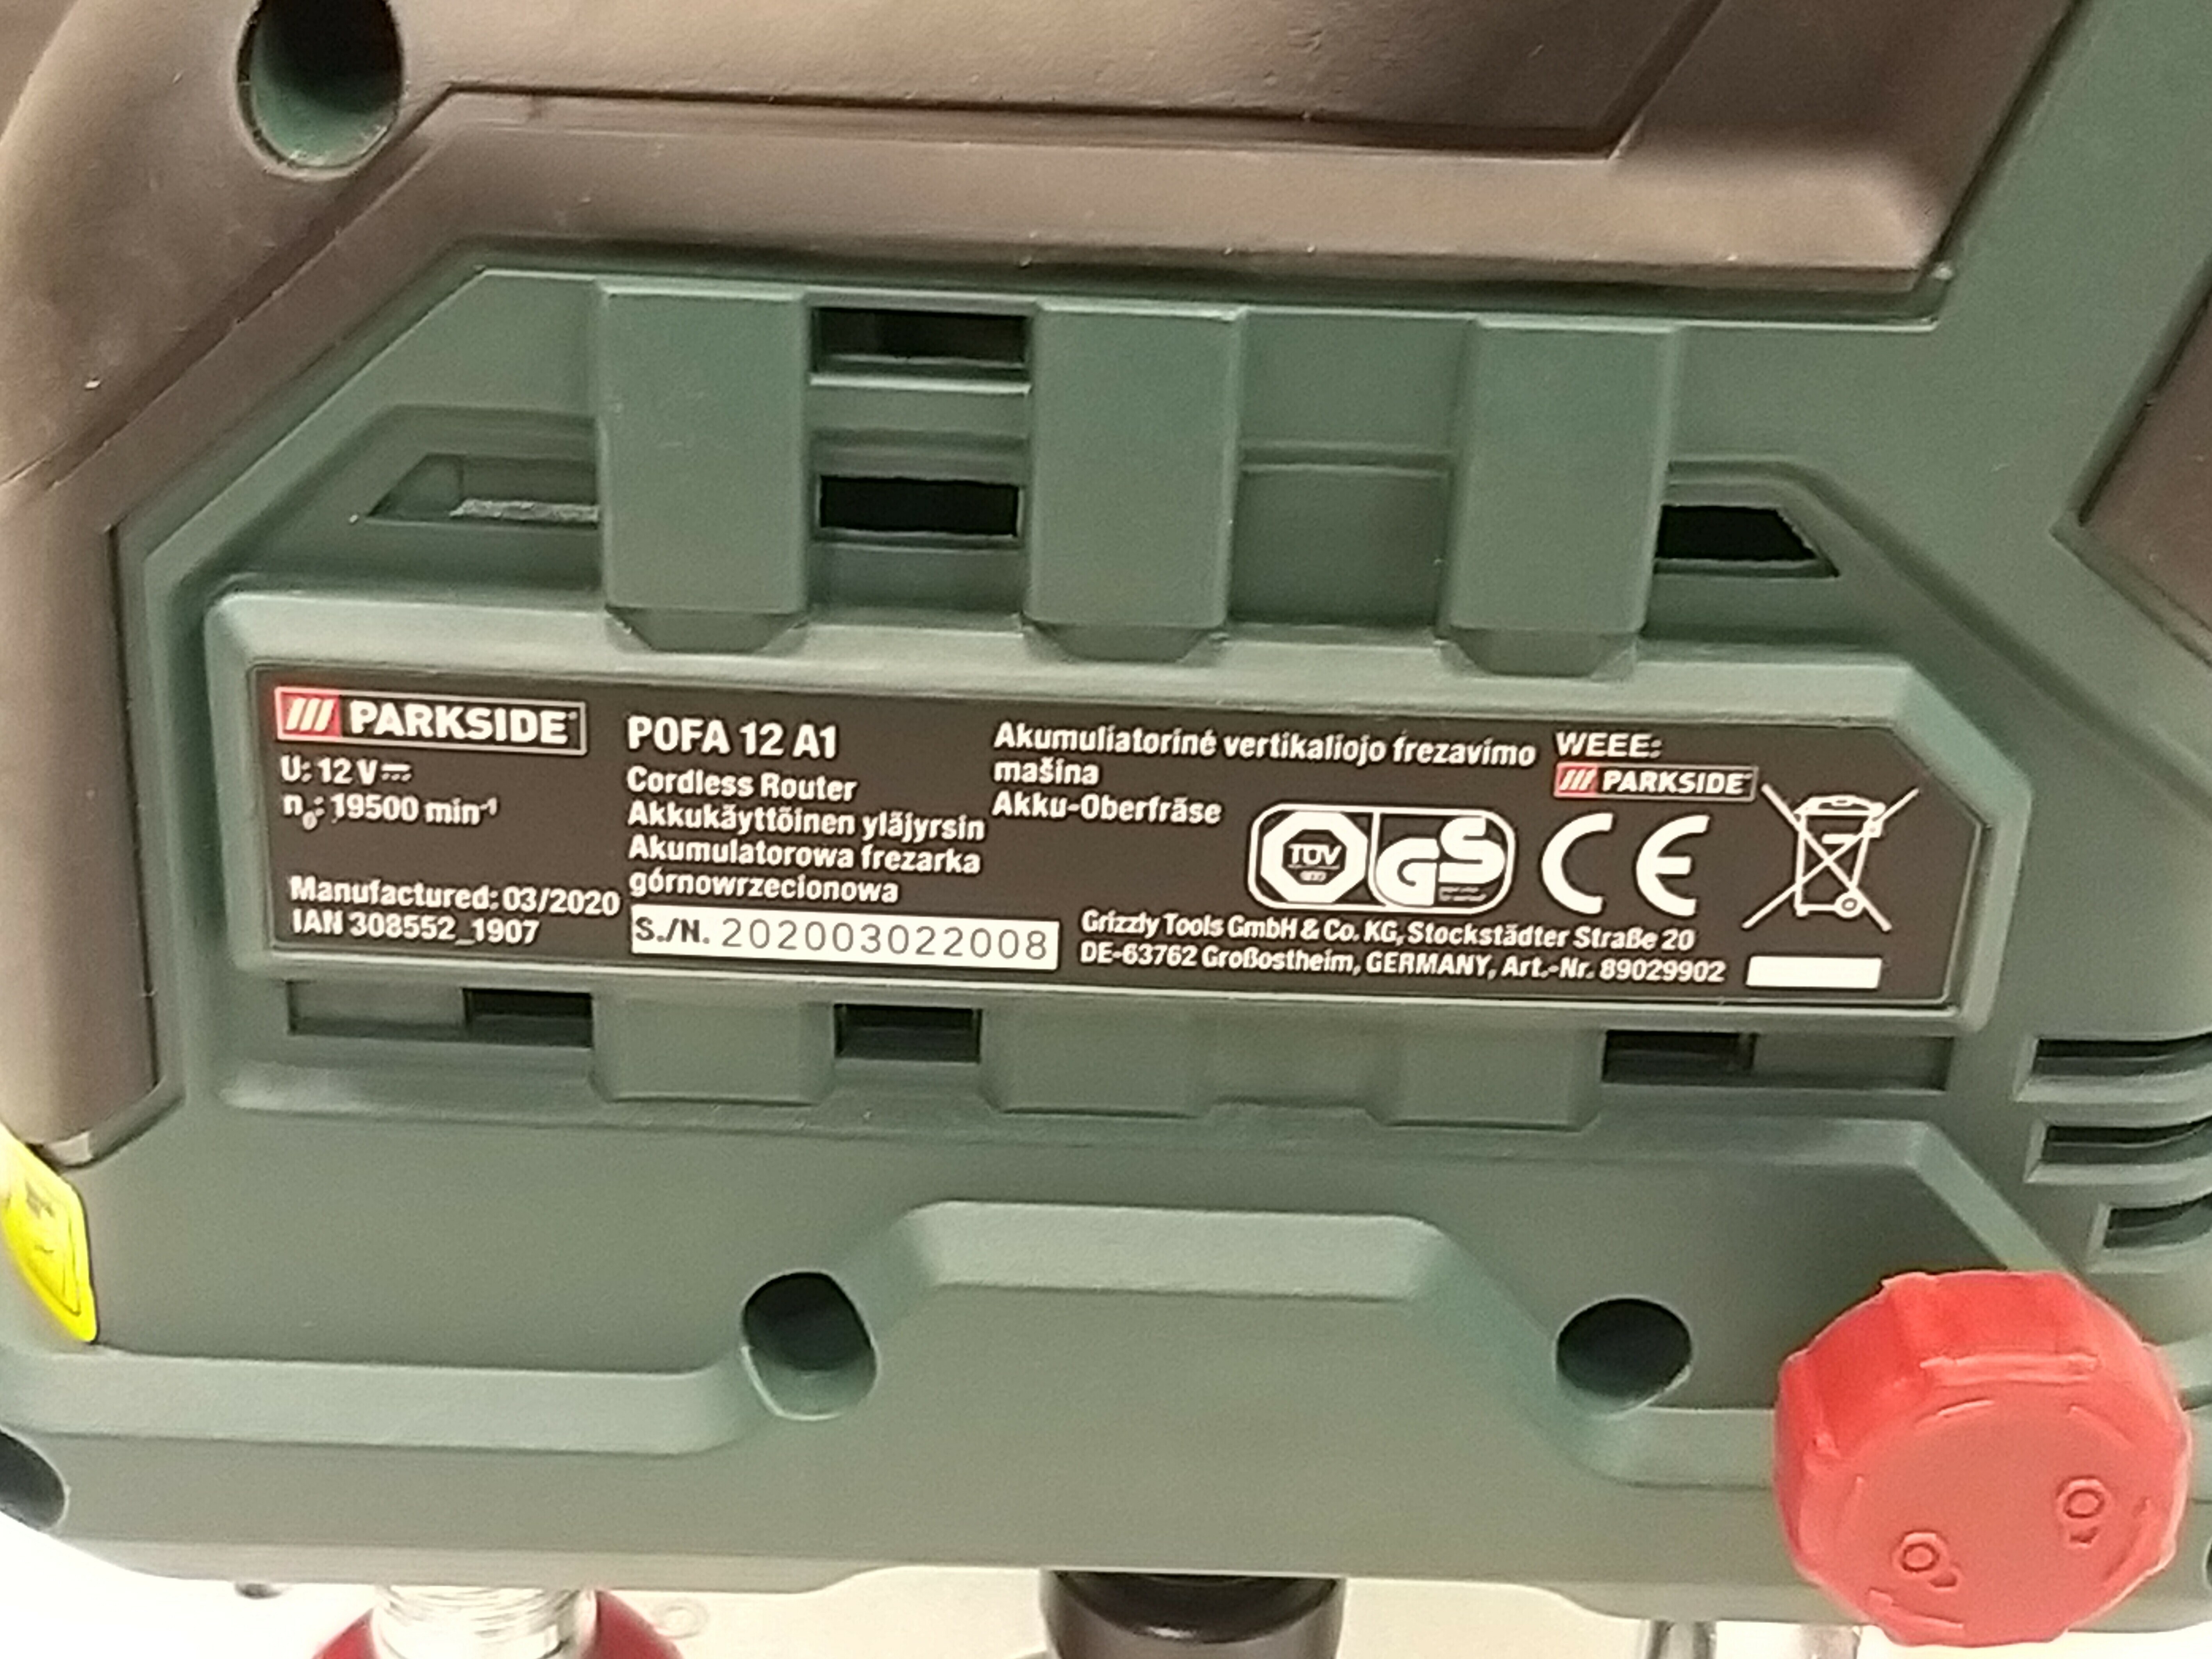 PARKSIDE
U: 12 V
n0: 19500 min-1
Manufactured: 03/2020
IAN 308552_1907
POFA 12 A1
Cordless Router
Akkukäyttöinen yläjyrsin
Akumulatorowa frezarka
górnowrzecionowa
S./N. 202003022008
Akumuliatorinė vertikaliojo frezavimo
mašina
Akku-Oberfräse
WEEE:
PARKSIDE
TÜV
GS
CE
Grizzly Tools GmbH & Co. KG, Stockstädter Straße 20
DE-63762 Großostheim, GERMANY, Art.-Nr. 89029902